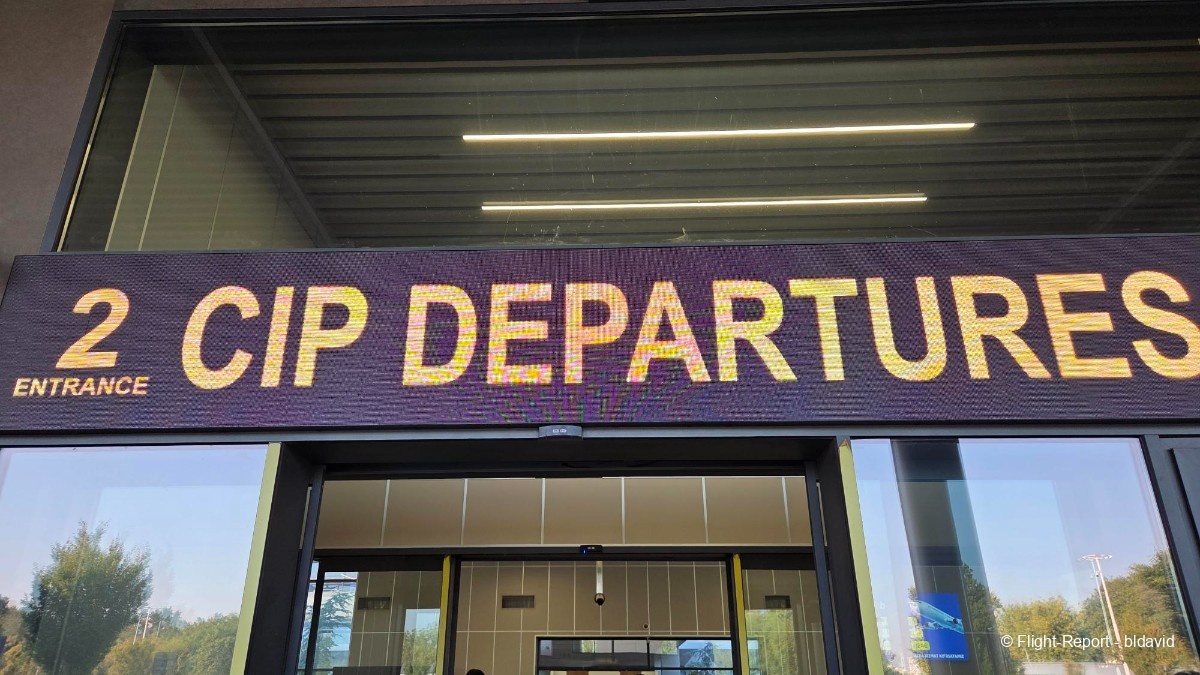 2 CIP DEPARTURES
ENTRANCE
© Flight-Report - bldavid